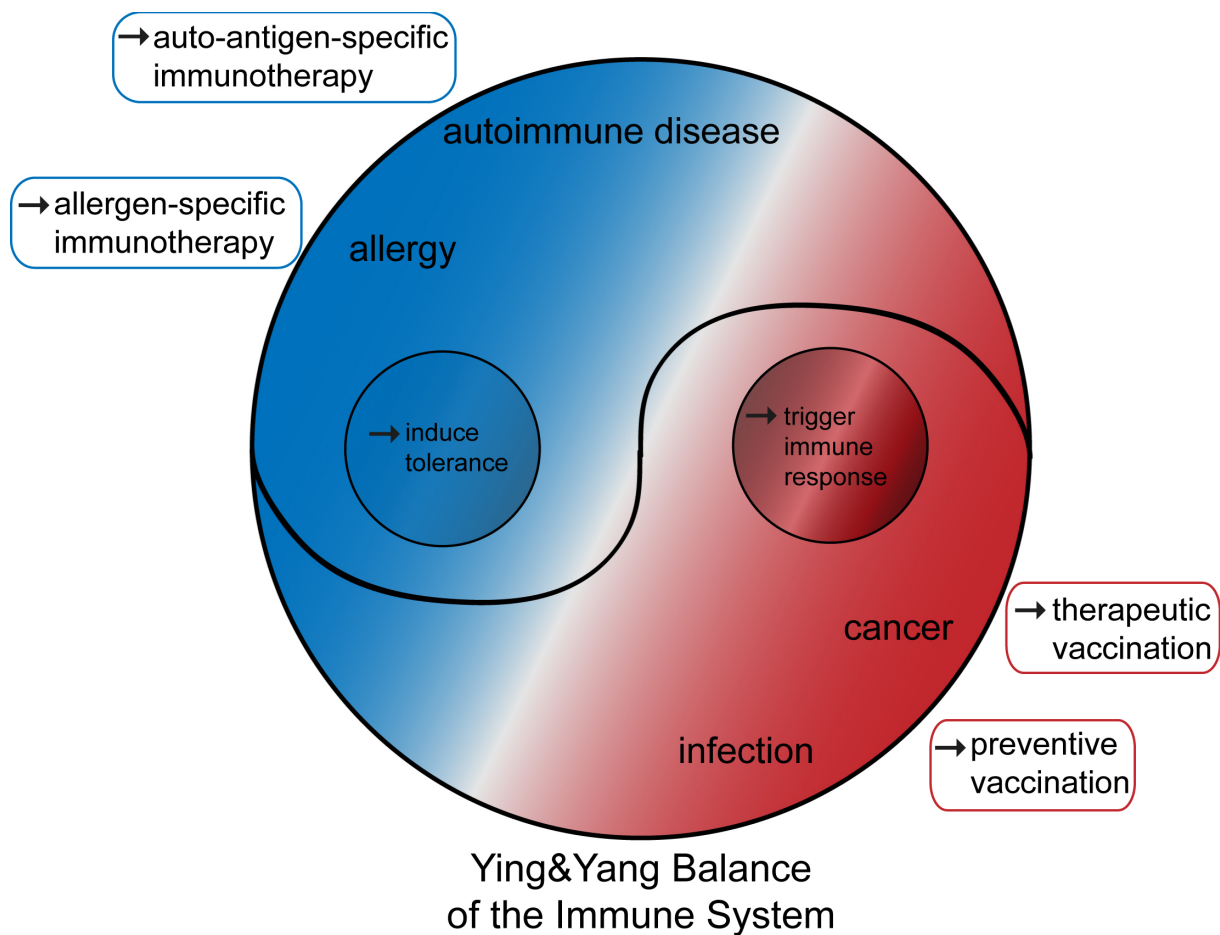 → auto-antigen-specific
immunotherapy
autoimmune disease
→ allergen-specific
immunotherapy
allergy
→ induce
tolerance
→ trigger
immune
response
cancer
→ therapeutic
vaccination
infection
→ preventive
vaccination
Ying&Yang Balance
of the Immune System